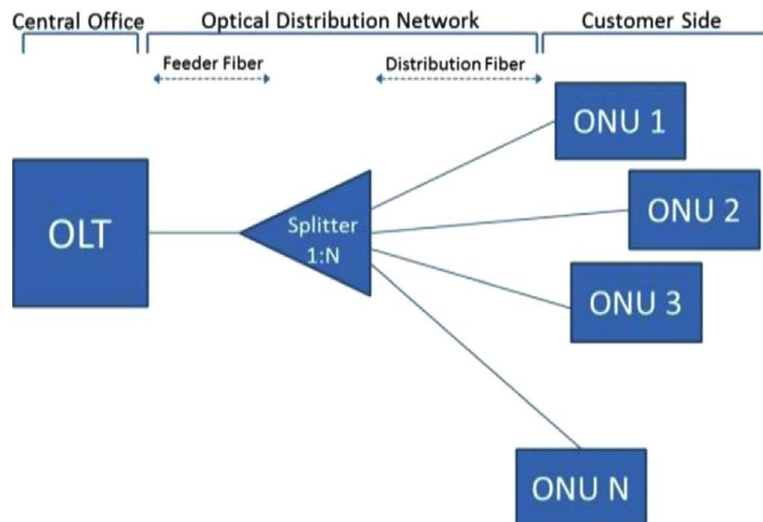 Central Office
Optical Distribution Network
Customer Side
Feeder Fiber
Distribution Fiber
OLT
Splitter
1:N
ONU 1
ONU 2
ONU 3
ONU N